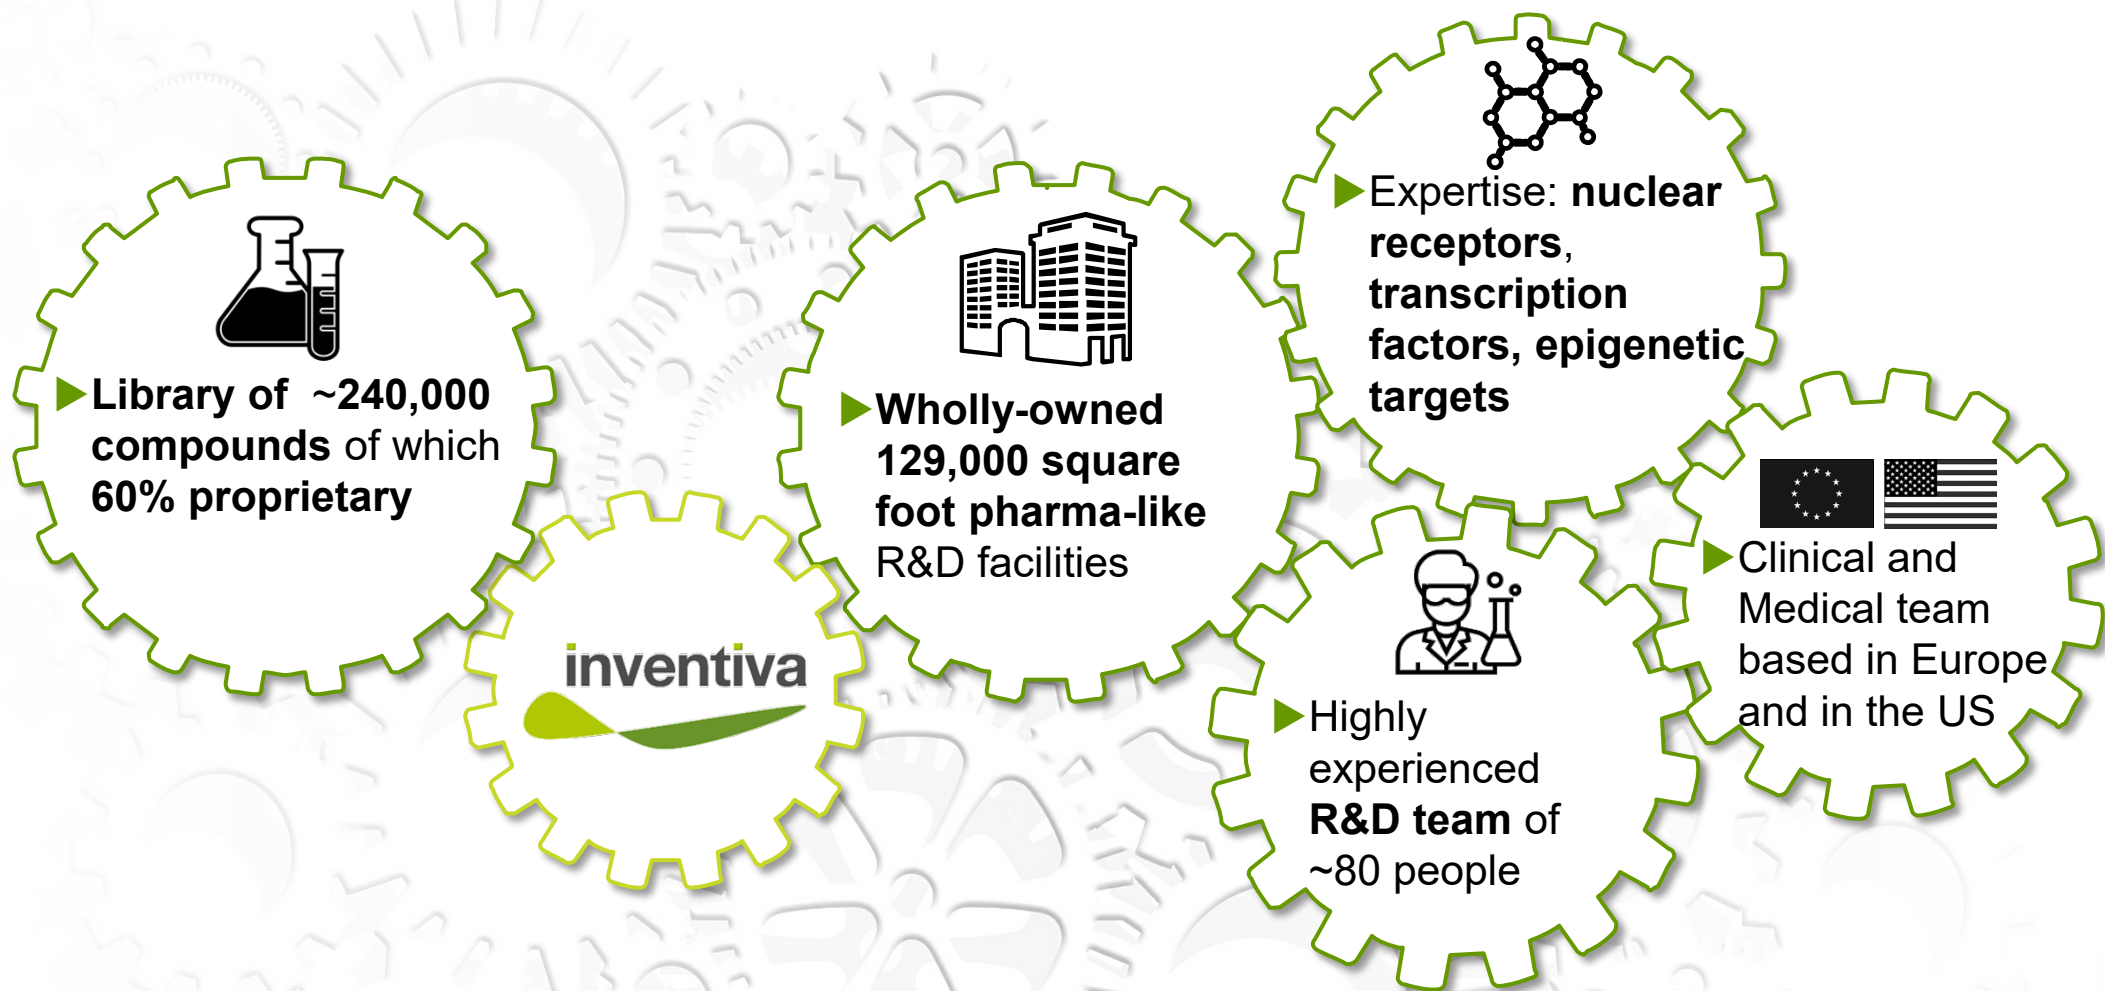 Library of ~240,000
compounds of which
60% proprietary
inventiva
Wholly-owned
129,000 square
foot pharma-like
R&D facilities
Expertise: nuclear
receptors,
transcription
factors, epigenetic
targets
Highly
experienced
R&D team of
~80 people
Clinical and
Medical team
based in Europe
and in the US